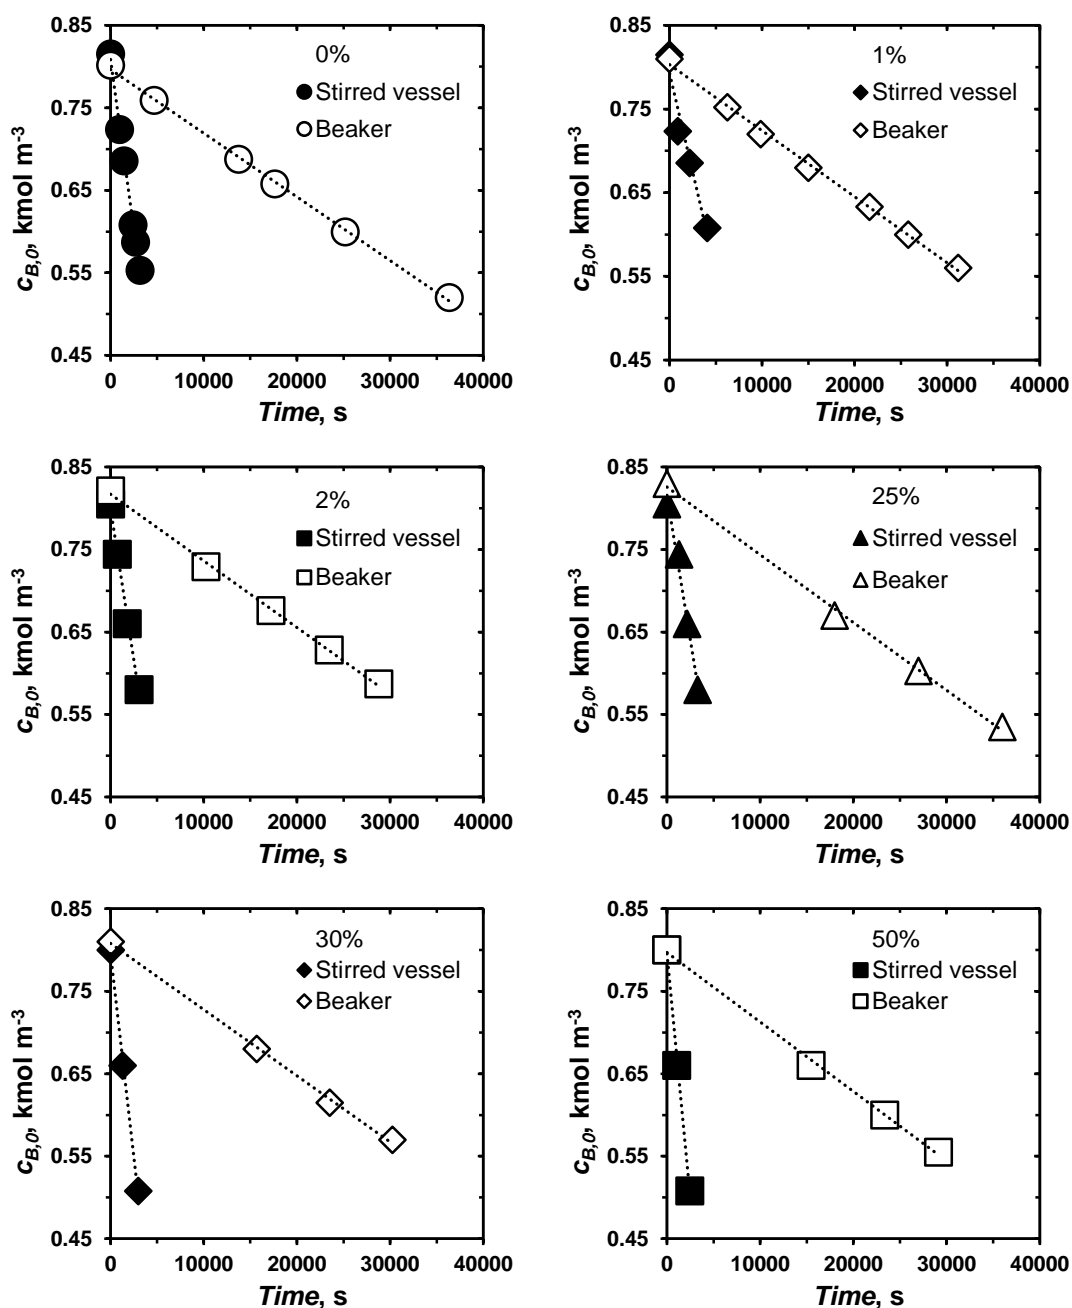 0%
Stirred vessel
Beaker
c_B,0, kmol m⁻³
0.85
0.75
0.65
0.55
0.45
0 10000 20000 30000 40000
Time, s
1%
Stirred vessel
Beaker
c_B,0, kmol m⁻³
0.85
0.75
0.65
0.55
0.45
0 10000 20000 30000 40000
Time, s
2%
Stirred vessel
Beaker
c_B,0, kmol m⁻³
0.85
0.75
0.65
0.55
0.45
0 10000 20000 30000 40000
Time, s
25%
Stirred vessel
Beaker
c_B,0, kmol m⁻³
0.85
0.75
0.65
0.55
0.45
0 10000 20000 30000 40000
Time, s
30%
Stirred vessel
Beaker
c_B,0, kmol m⁻³
0.85
0.75
0.65
0.55
0.45
0 10000 20000 30000 40000
Time, s
50%
Stirred vessel
Beaker
c_B,0, kmol m⁻³
0.85
0.75
0.65
0.55
0.45
0 10000 20000 30000 40000
Time, s